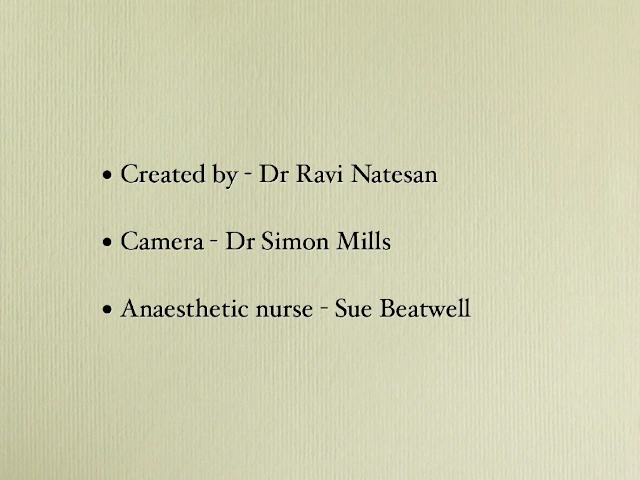 • Created by - Dr Ravi Natesan
• Camera - Dr Simon Mills
• Anaesthetic nurse - Sue Beatwell